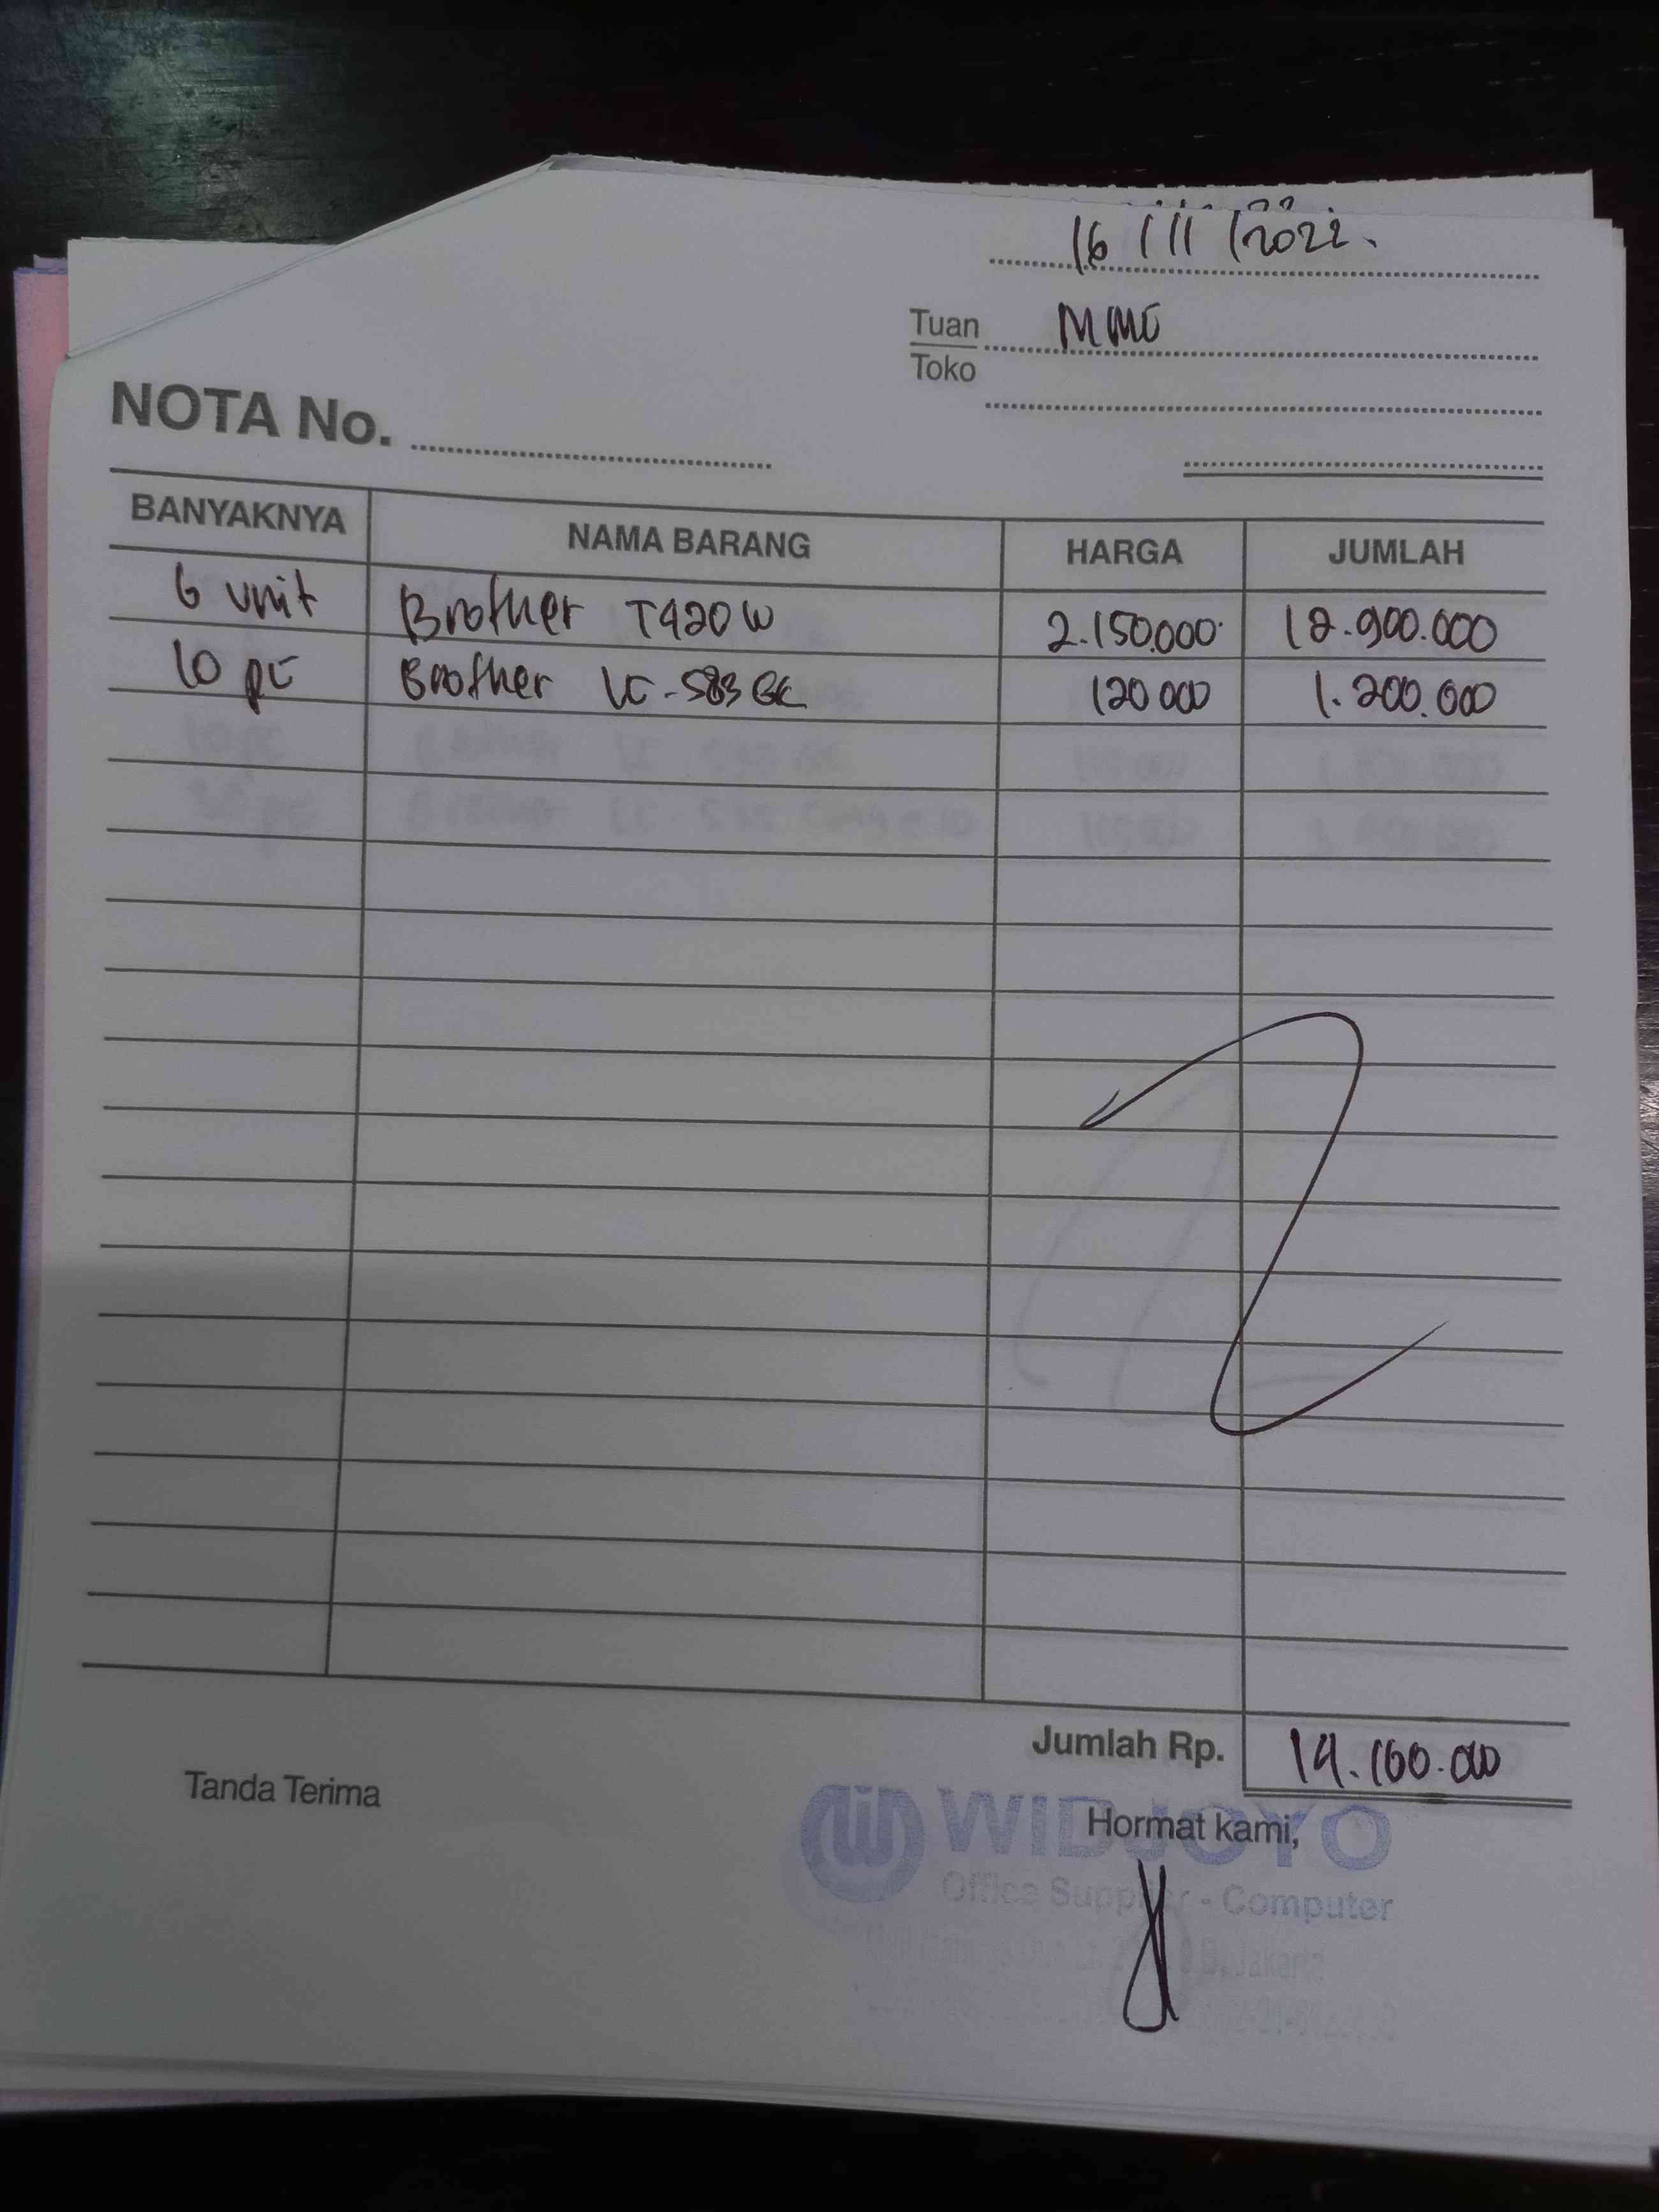 16 / 11 / 2022.
Tuan MMC
Toko
NOTA No.
BANYAKNYA NAMA BARANG HARGA JUMLAH
6 unit Brother T420W 2.150.000 12.900.000
10 pc Brother LC-583 BK 120 000 1.200.000
Jumlah Rp. 14.100.000
Tanda Terima
Hormat kami,
WIDJOYO
Office Supplier - Computer
Jakarta